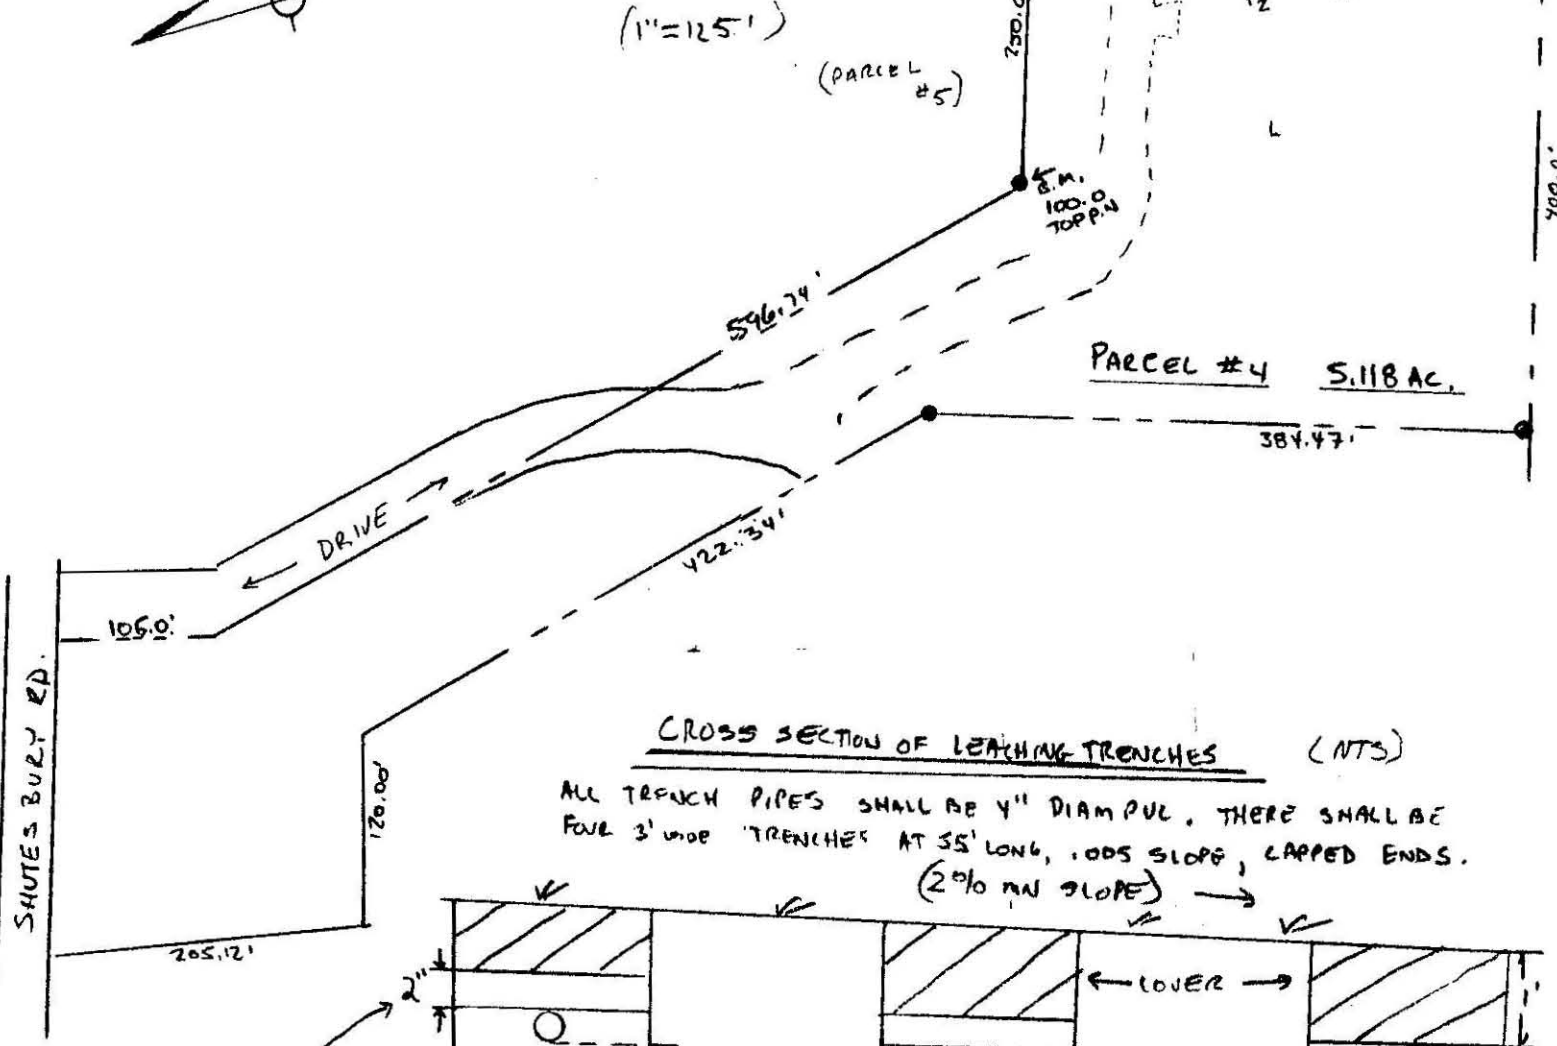 (1"=125')
(PARCEL
#5)
250.0
B.M.
100.0
TOP PIN
400.0'
596.74'
PARCEL #4 5.118 AC.
384.47'
DRIVE
422.34'
105.0'
SHUTESBURY RD.
120.00'
205.12'
CROSS SECTION OF LEACHING TRENCHES (NTS)
ALL TRENCH PIPES SHALL BE 4" DIAM PVC. THERE SHALL BE
FOUR 3' WIDE TRENCHES AT 55' LONG, .005 SLOPE, CAPPED ENDS.
(2% MIN SLOPE)
2"
COVER